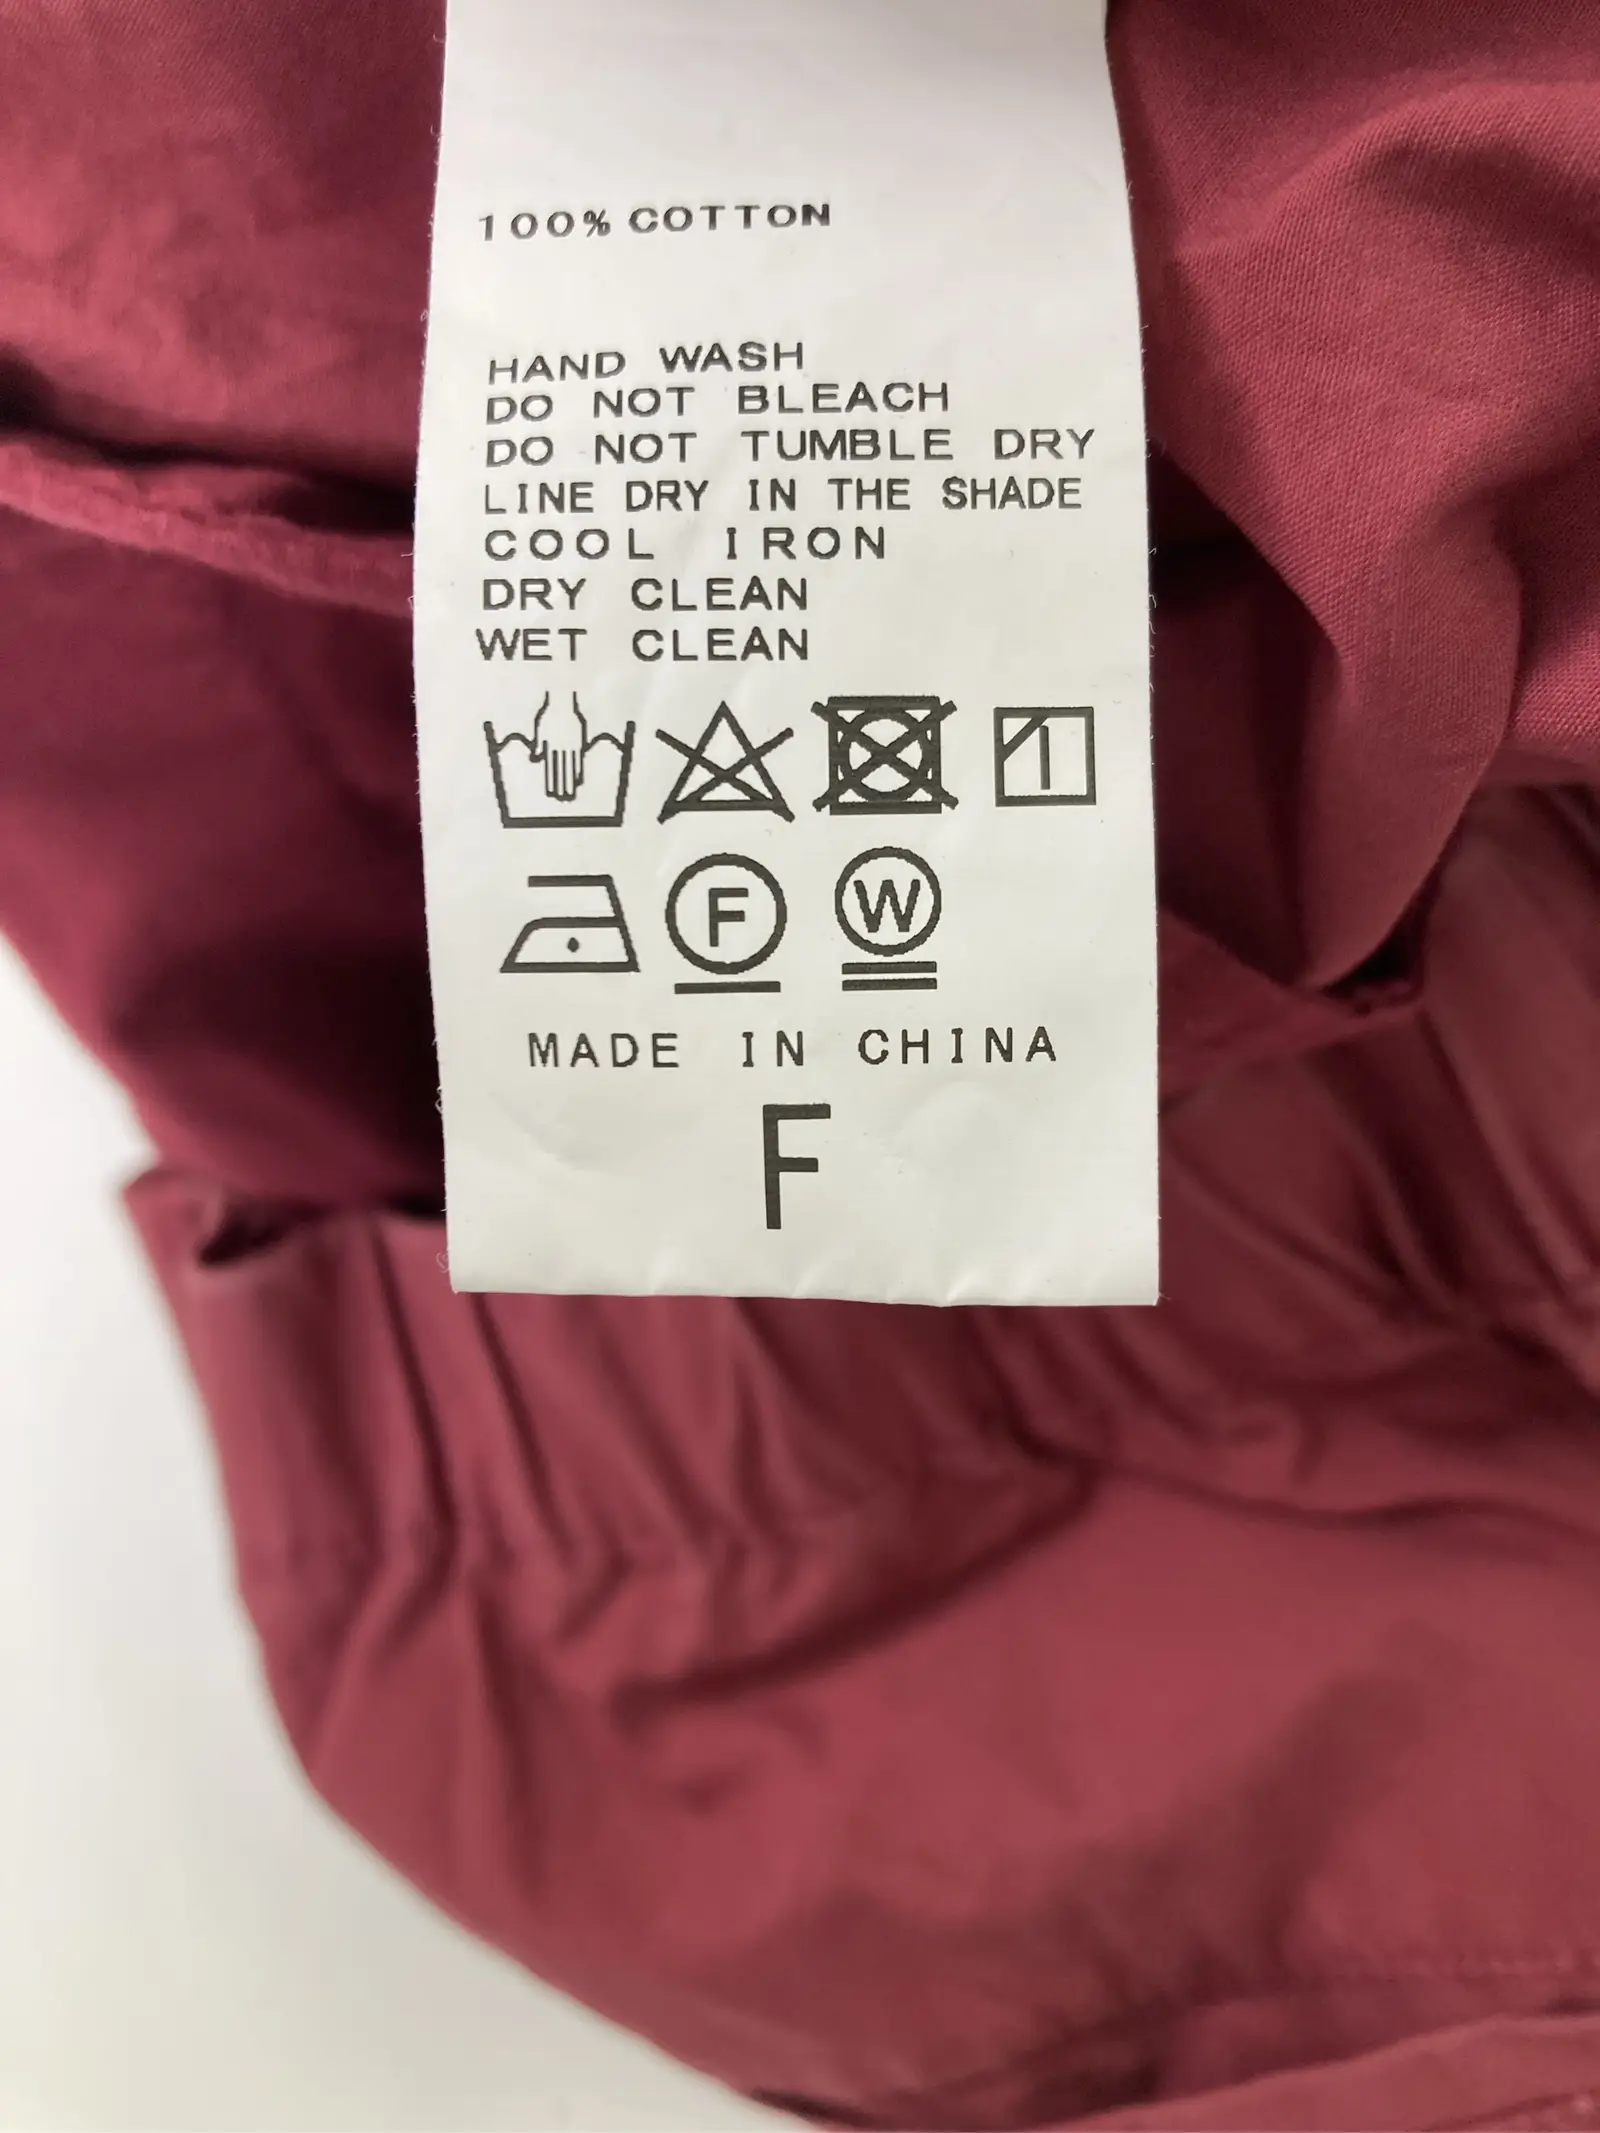 100% COTTON
HAND WASH
DO NOT BLEACH
DO NOT TUMBLE DRY
LINE DRY IN THE SHADE
COOL IRON
DRY CLEAN
WET CLEAN
F W
MADE IN CHINA
F